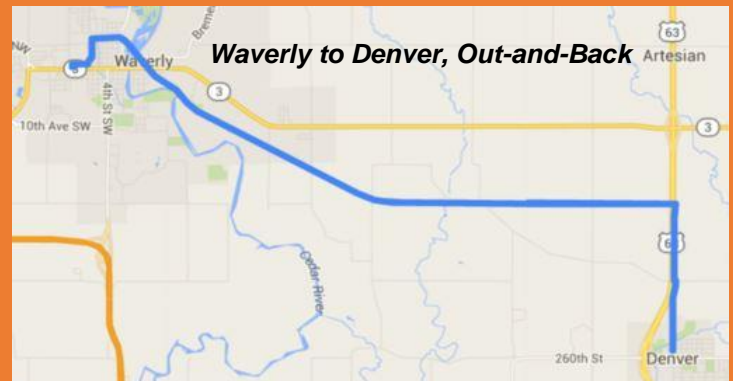 Waverly to Denver, Out-and-Back
63
Artesian
Waverly
Bremer
3
3
4th St SW
3
10th Ave SW
63
Cedar River
260th St
Denver